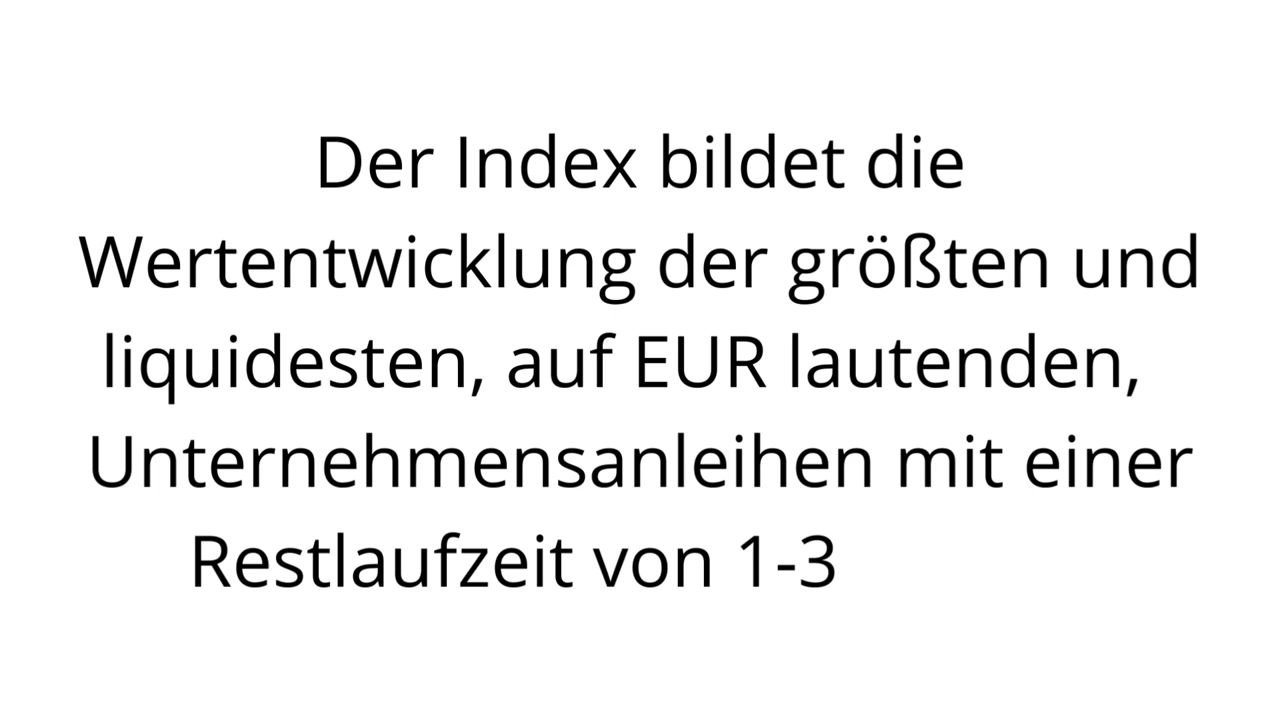 Der Index bildet die
Wertentwicklung der größten und
liquidesten, auf EUR lautenden,
Unternehmensanleihen mit einer
Restlaufzeit von 1-3